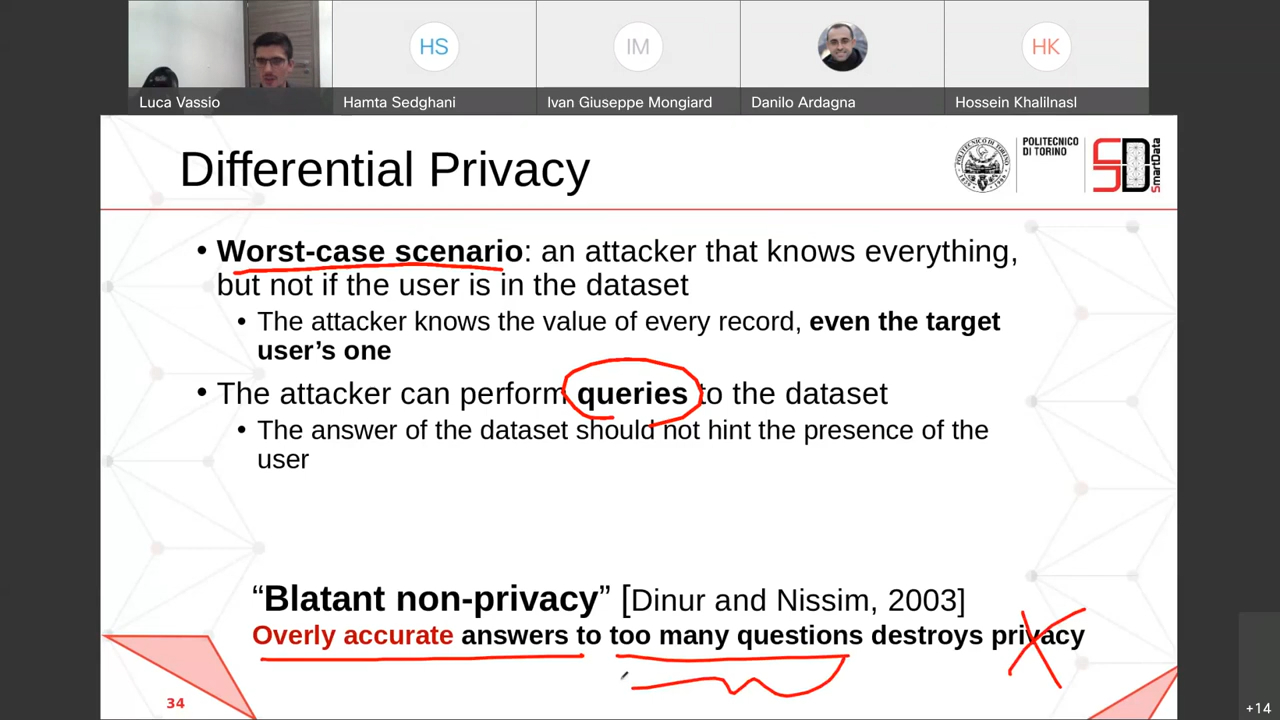 HS
IM
HK
Luca Vassio
Hamta Sedghani
Ivan Giuseppe Mongiard
Danilo Ardagna
Hossein Khalilnasl
Differential Privacy
POLITECNICO
DI TORINO
SmartData
• Worst-case scenario: an attacker that knows everything,
but not if the user is in the dataset
• The attacker knows the value of every record, even the target
user’s one
• The attacker can perform queries to the dataset
• The answer of the dataset should not hint the presence of the
user
“Blatant non-privacy” [Dinur and Nissim, 2003]
Overly accurate answers to too many questions destroys privacy
34
+14